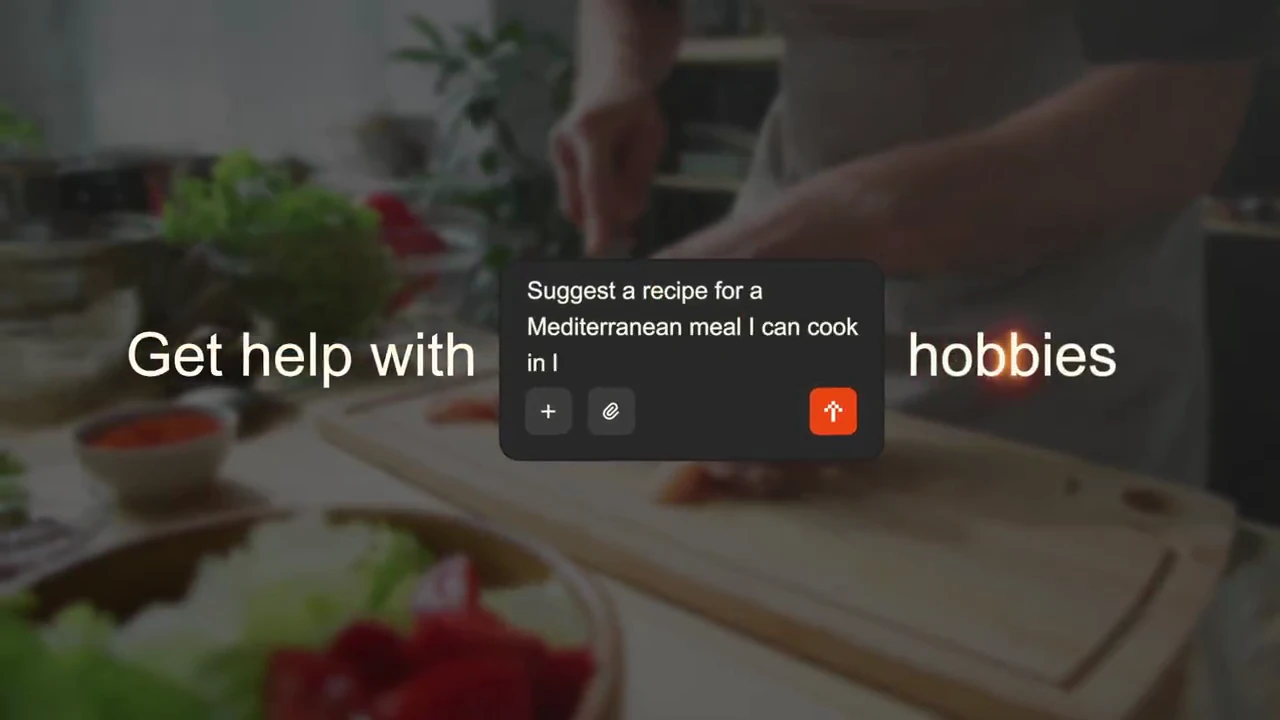 Get help with
Suggest a recipe for a
Mediterranean meal I can cook
in l
hobbies